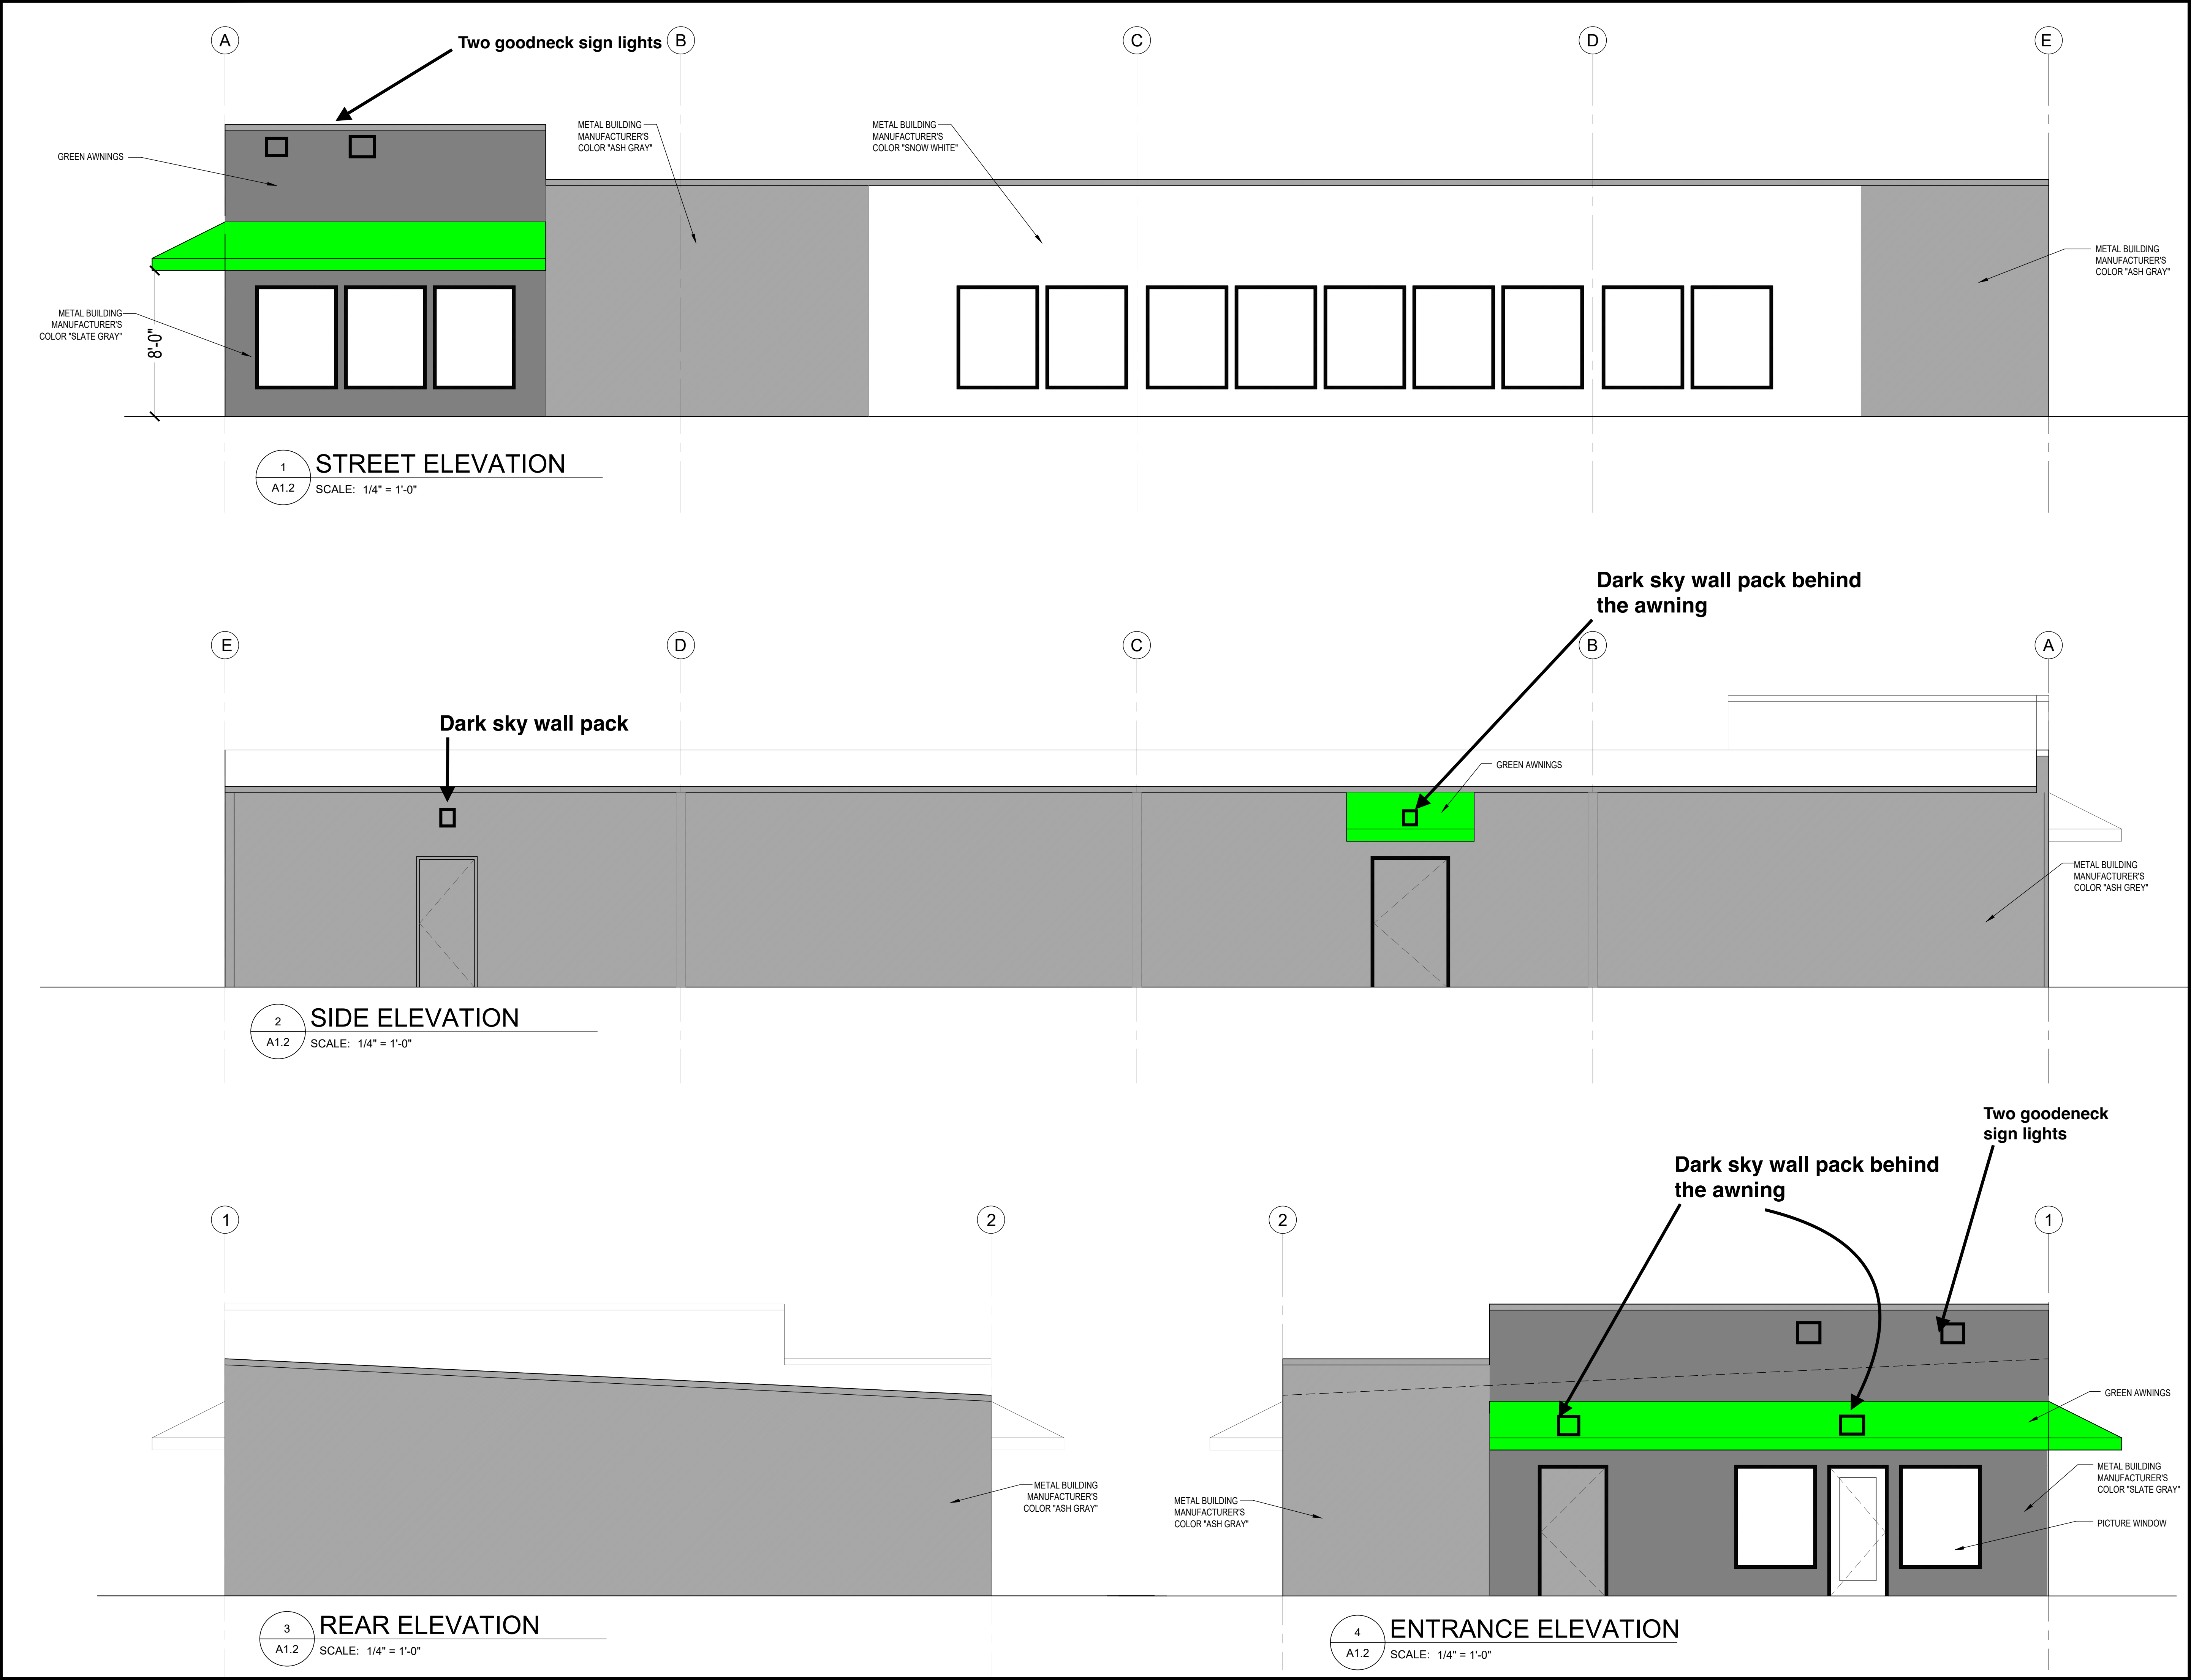 A
Two goodneck sign lights
B
C
D
E
METAL BUILDING
MANUFACTURER'S
COLOR "ASH GRAY"
METAL BUILDING
MANUFACTURER'S
COLOR "SNOW WHITE"
GREEN AWNINGS
METAL BUILDING
MANUFACTURER'S
COLOR "ASH GRAY"
METAL BUILDING
MANUFACTURER'S
COLOR "SLATE GRAY"
8'-0"
1
A1.2
STREET ELEVATION
SCALE: 1/4" = 1'-0"
Dark sky wall pack behind
the awning
E
D
C
B
A
Dark sky wall pack
GREEN AWNINGS
METAL BUILDING
MANUFACTURER'S
COLOR "ASH GREY"
2
A1.2
SIDE ELEVATION
SCALE: 1/4" = 1'-0"
Two goodeneck
sign lights
Dark sky wall pack behind
the awning
1
2
2
1
GREEN AWNINGS
METAL BUILDING
MANUFACTURER'S
COLOR "ASH GRAY"
METAL BUILDING
MANUFACTURER'S
COLOR "ASH GRAY"
METAL BUILDING
MANUFACTURER'S
COLOR "SLATE GRAY"
PICTURE WINDOW
3
A1.2
REAR ELEVATION
SCALE: 1/4" = 1'-0"
4
A1.2
ENTRANCE ELEVATION
SCALE: 1/4" = 1'-0"